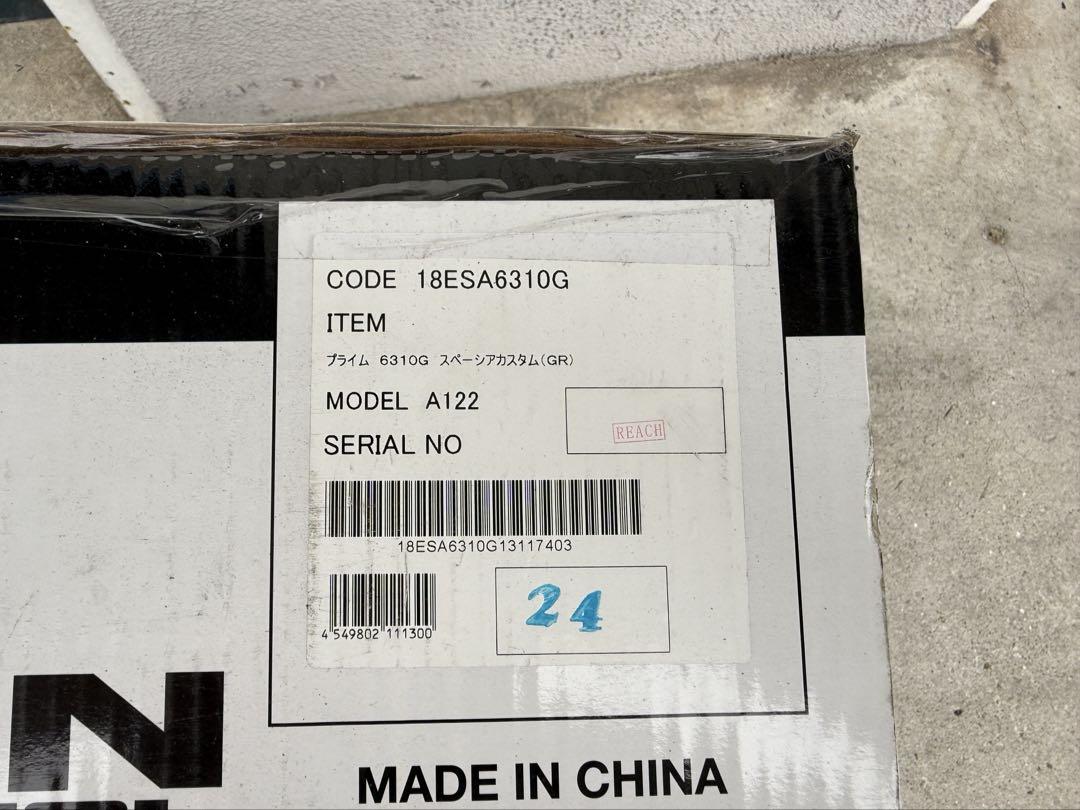 CODE 18ESA6310G
ITEM
プライム 6310G スペーシアカスタム(GR)
MODEL A122
REACH
SERIAL NO
18ESA6310G13117403
4 549802 111300
24
N
MADE IN CHINA